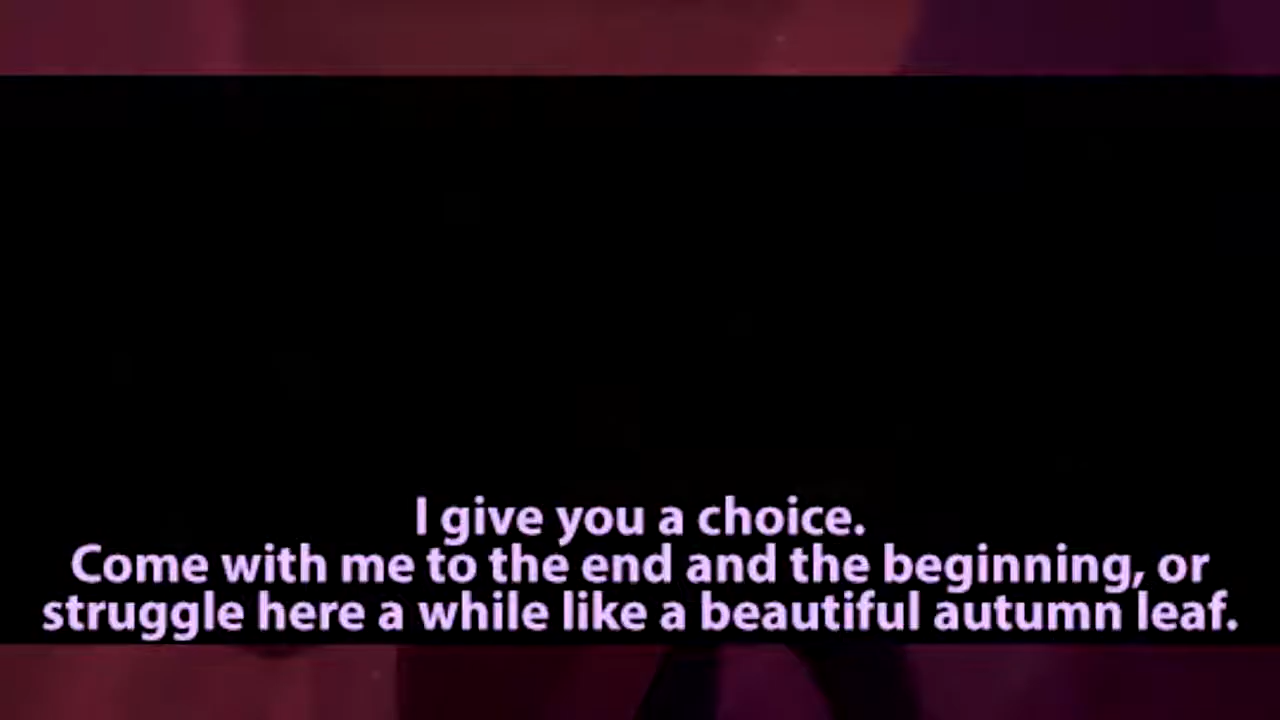 I give you a choice.
Come with me to the end and the beginning, or
struggle here a while like a beautiful autumn leaf.